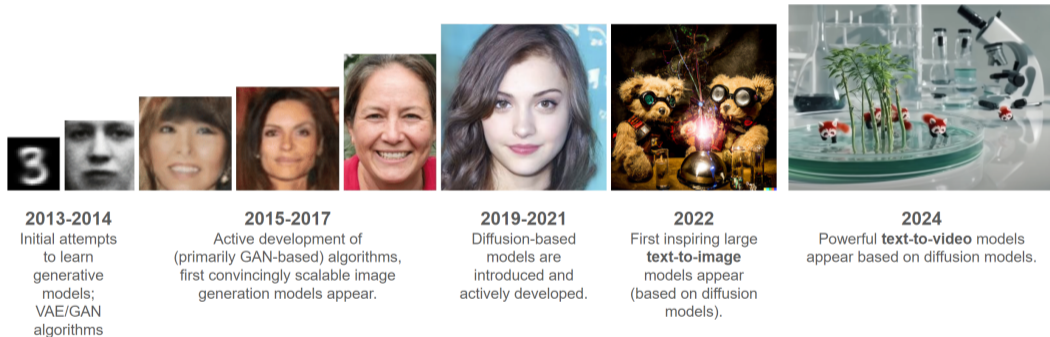 2013-2014
Initial attempts
to learn
generative
models;
VAE/GAN
algorithms
2015-2017
Active development of
(primarily GAN-based) algorithms,
first convincingly scalable image
generation models appear.
2019-2021
Diffusion-based
models are
introduced and
actively developed.
2022
First inspiring large
text-to-image
models appear
(based on diffusion
models).
2024
Powerful text-to-video models
appear based on diffusion models.
3